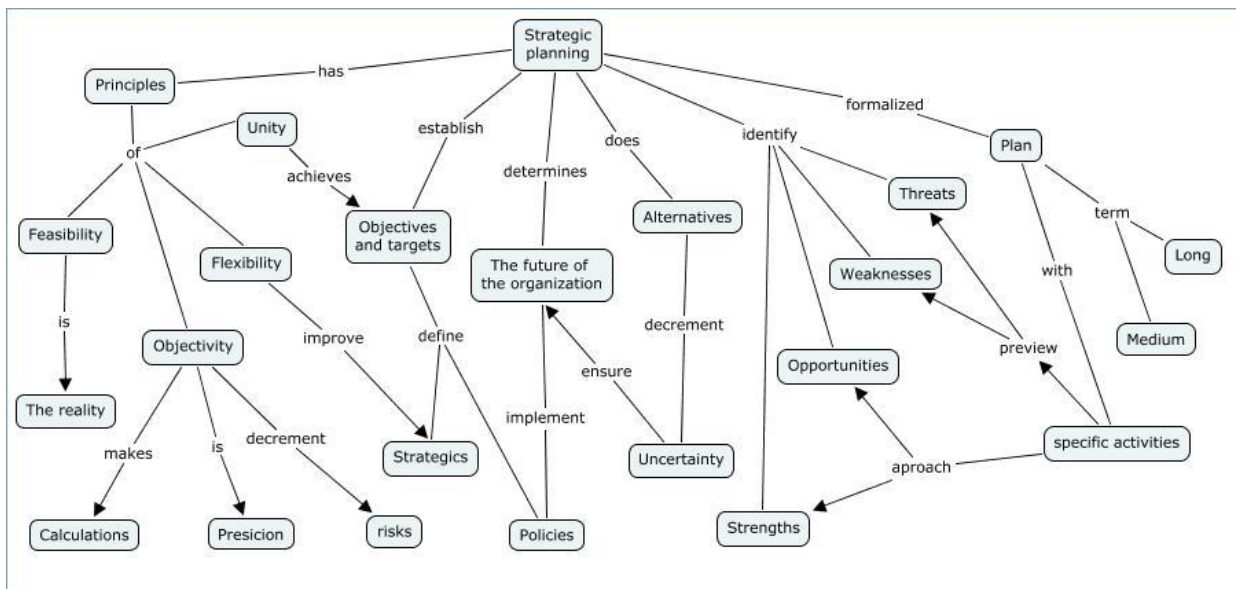 Strategic
planning
has
Principles
formalized
Unity
establish
does
identify
Plan
of
achieves
determines
Threats
term
Feasibility
Objectives
and targets
Alternatives
Flexibility
The future of
the organization
Weaknesses
with
Long
is
improve
define
decrement
Objectivity
preview
Medium
Opportunities
ensure
The reality
implement
makes
is
decrement
Strategics
Uncertainty
aproach
specific activities
Calculations
Presicion
risks
Policies
Strengths